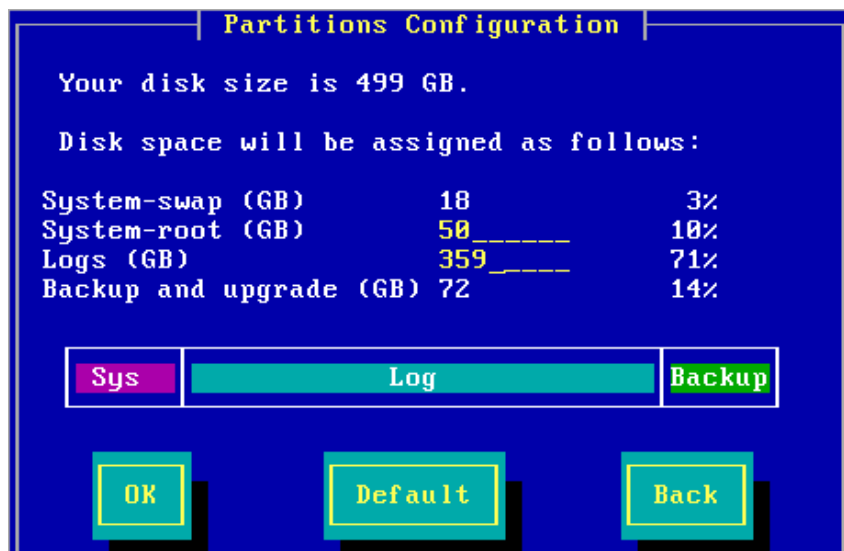 Partitions Configuration
Your disk size is 499 GB.
Disk space will be assigned as follows:
System-swap (GB) 18 3%
System-root (GB) 50______ 10%
Logs (GB) 359_____ 71%
Backup and upgrade (GB) 72 14%
Sys Log Backup
OK Default Back